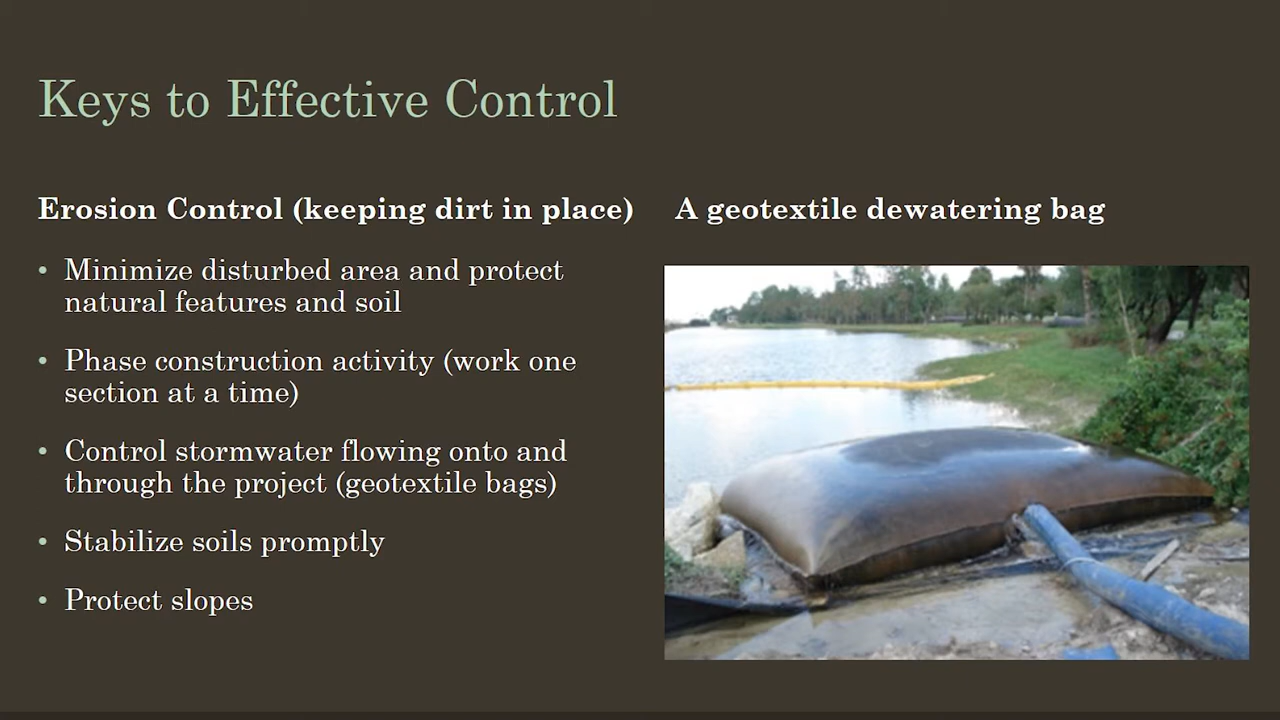 Keys to Effective Control
Erosion Control (keeping dirt in place)
• Minimize disturbed area and protect
natural features and soil
• Phase construction activity (work one
section at a time)
• Control stormwater flowing onto and
through the project (geotextile bags)
• Stabilize soils promptly
• Protect slopes
A geotextile dewatering bag